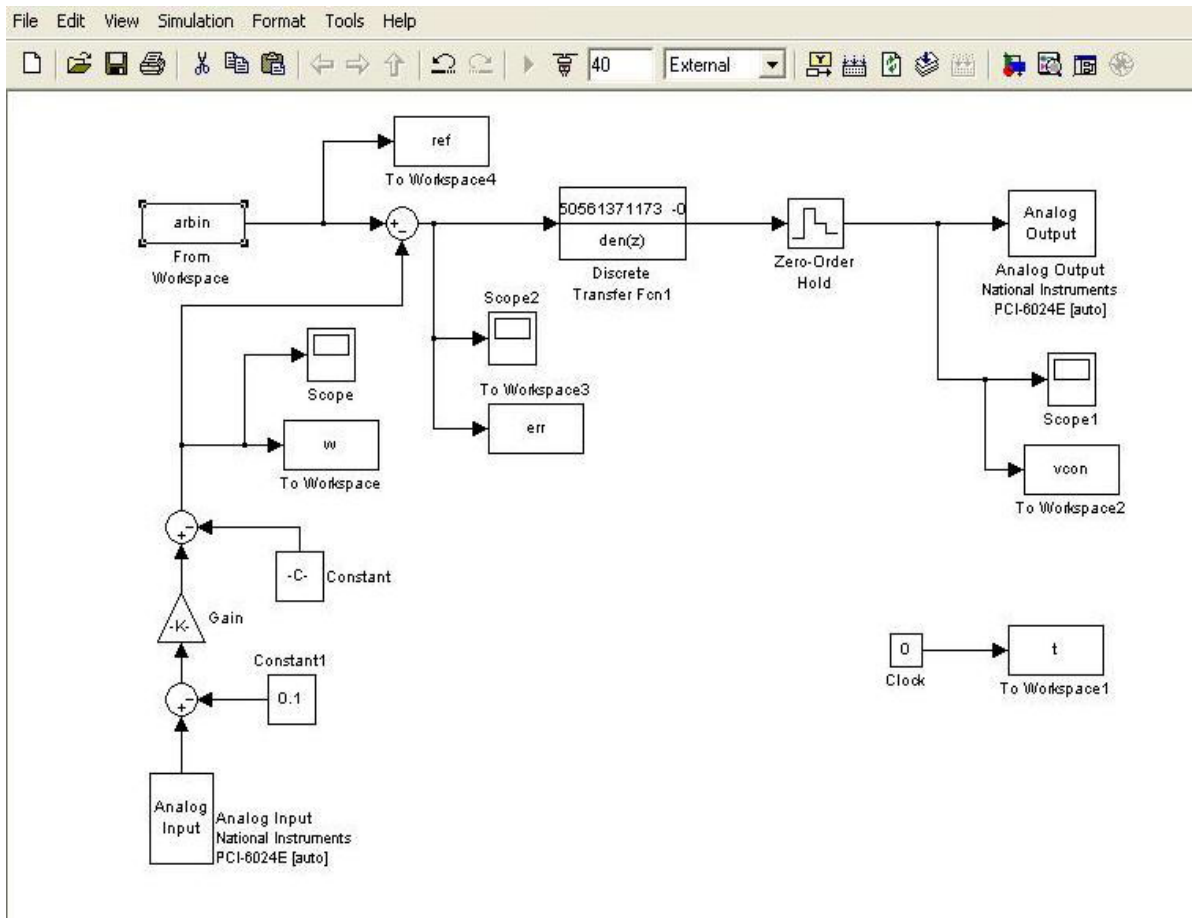 File Edit View Simulation Format Tools Help
40 External
ref
To Workspace4
arbin
From
Workspace
+
-
50561371173 -0
den(z)
Discrete
Transfer Fcn1
Zero-Order
Hold
Analog
Output
Analog Output
National Instruments
PCI-6024E [auto]
Scope2
Scope
To Workspace3
err
Scope1
w
To Workspace
vcon
To Workspace2
-
+
-C-
Constant
-K-
Gain
Constant1
-
+
0.1
0
Clock
t
To Workspace1
Analog
Input
Analog Input
National Instruments
PCI-6024E [auto]